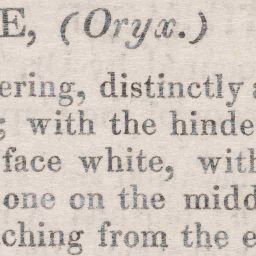 E, (Oryx.)
ering, distinctly a
; with the hinde
face white, with
one on the midd
ching from the e